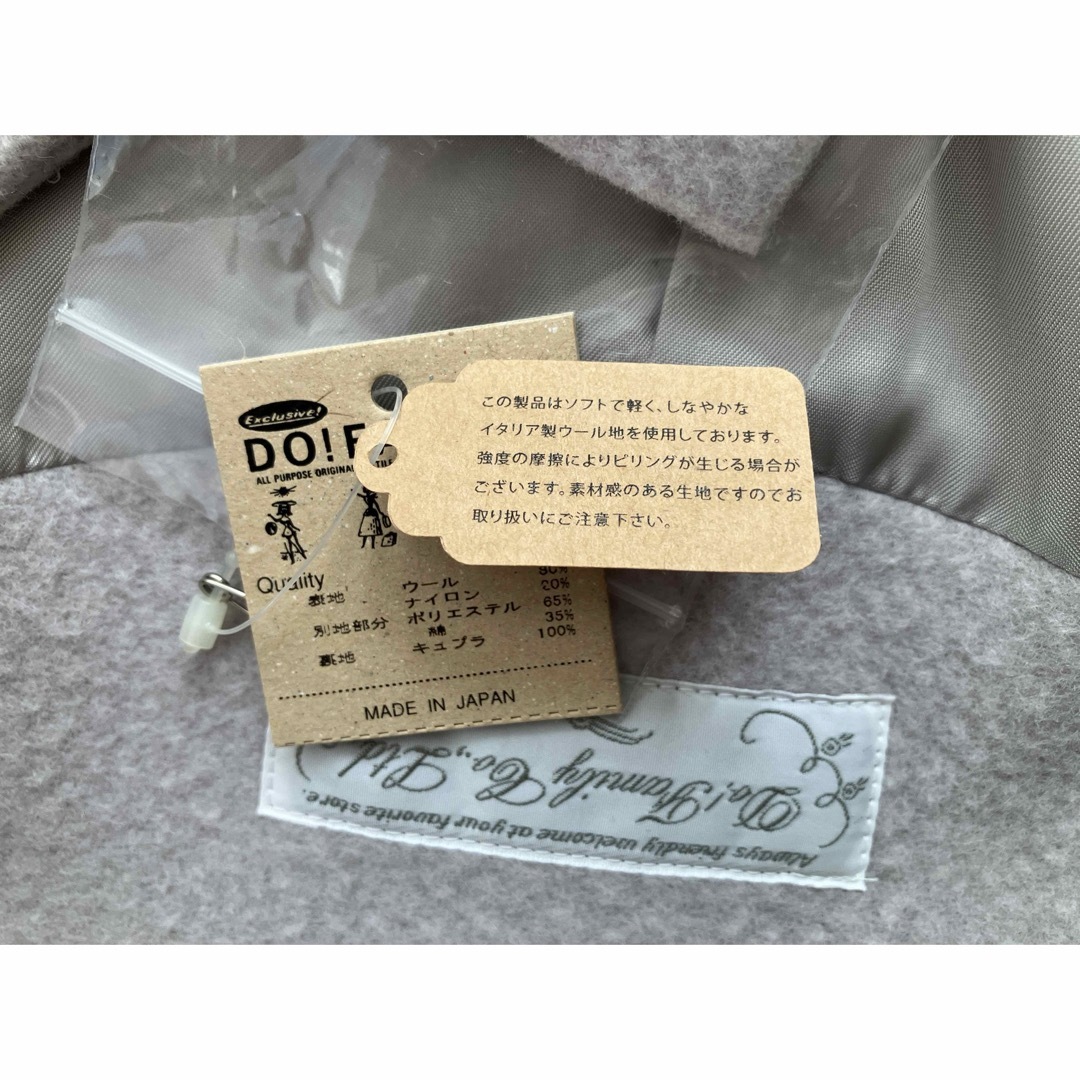 Exclusive!
DO!F
ALL PURPOSE ORIGINAL
Quality
表地 ウール
ナイロン 20%
別地部分 ポリエステル 65%
綿 35%
裏地 キュプラ 100%
MADE IN JAPAN
この製品はソフトで軽く、しなやかな
イタリア製ウール地を使用しております。
強度の摩擦によりピリングが生じる場合が
ございます。素材感のある生地ですのでお
取り扱いにご注意下さい。
Do! Family Co., Ltd
Always friendly welcome at your favorite store.